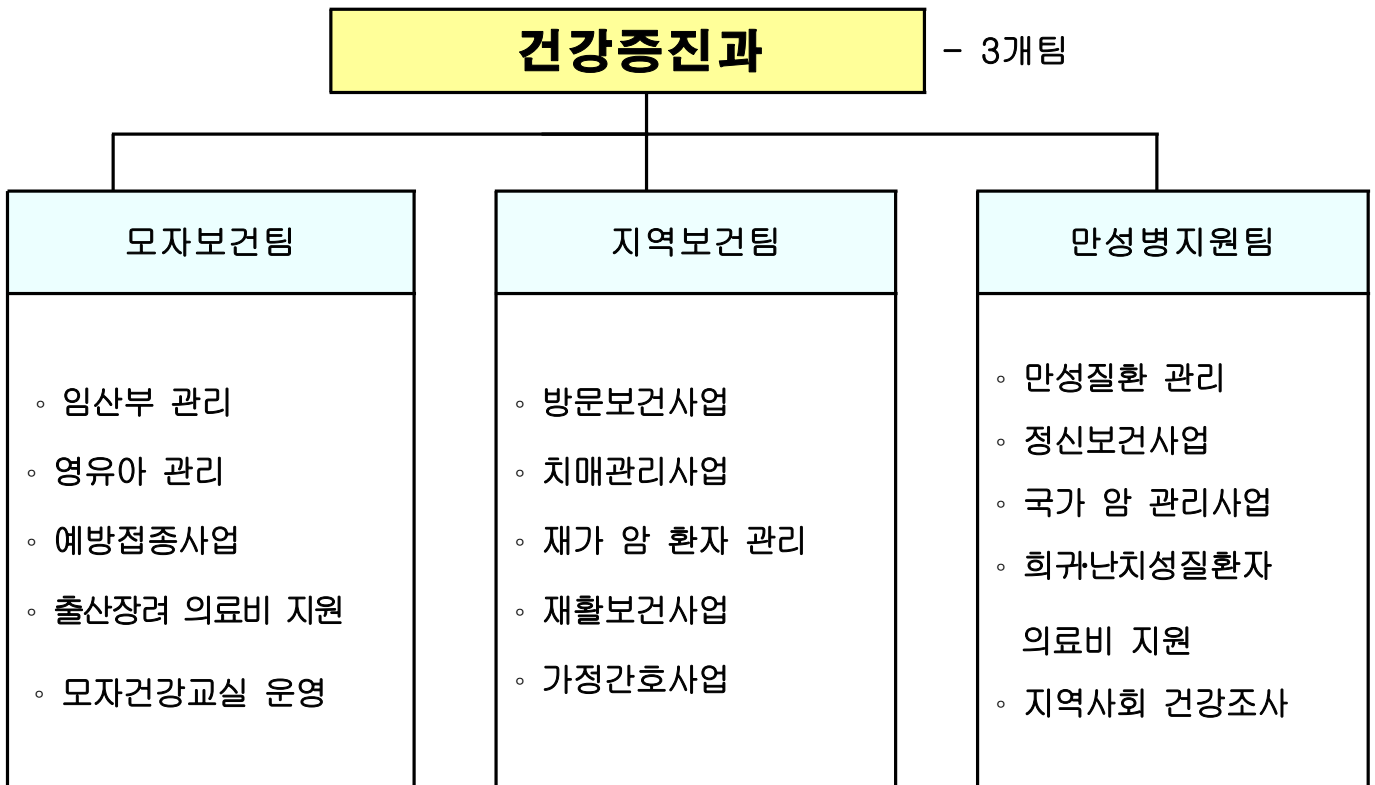 건강증진과
- 3개팀
모자보건팀
◦ 임산부 관리
◦ 영유아 관리
◦ 예방접종사업
◦ 출산장려 의료비 지원
◦ 모자건강교실 운영
지역보건팀
◦ 방문보건사업
◦ 치매관리사업
◦ 재가 암 환자 관리
◦ 재활보건사업
◦ 가정간호사업
만성병지원팀
◦ 만성질환 관리
◦ 정신보건사업
◦ 국가 암 관리사업
◦ 희귀·난치성질환자
의료비 지원
◦ 지역사회 건강조사